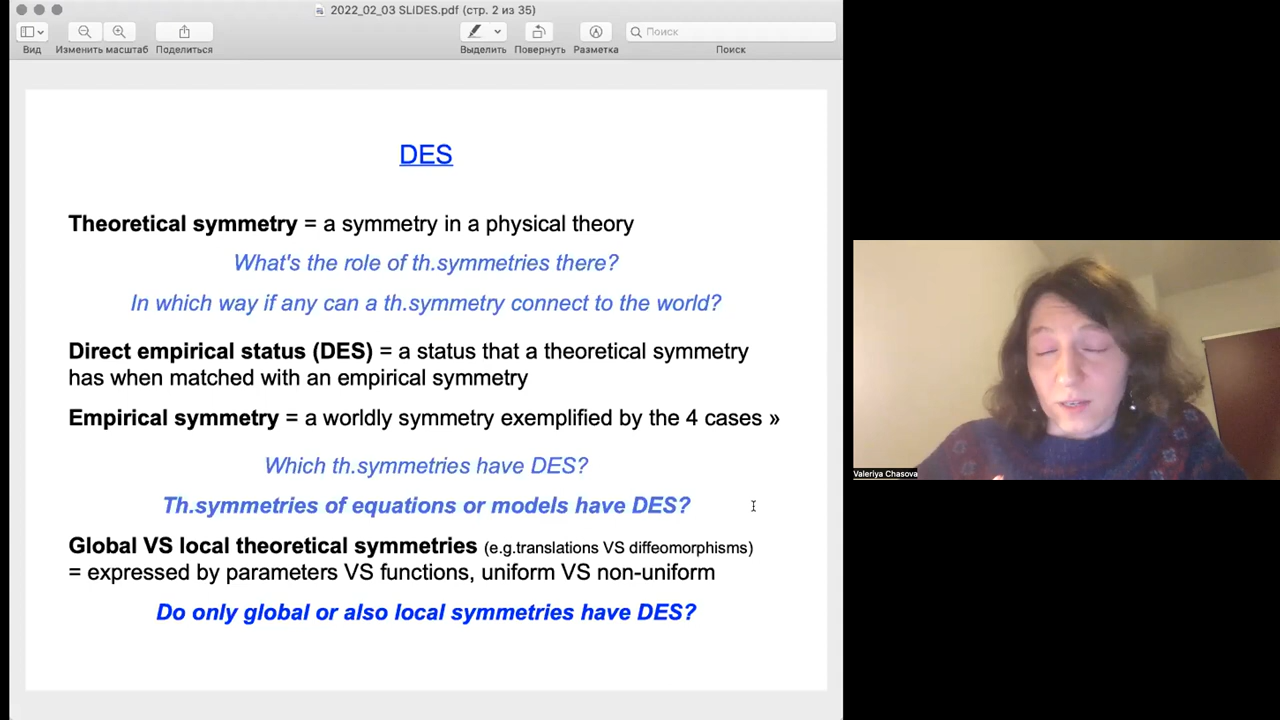 2022_02_03 SLIDES.pdf (стр. 2 из 35)
Вид
Изменить масштаб
Поделиться
Выделить
Повернуть
Разметка
Поиск
Поиск
DES
Theoretical symmetry = a symmetry in a physical theory
What's the role of th.symmetries there?
In which way if any can a th.symmetry connect to the world?
Direct empirical status (DES) = a status that a theoretical symmetry
has when matched with an empirical symmetry
Empirical symmetry = a worldly symmetry exemplified by the 4 cases »
Which th.symmetries have DES?
Th.symmetries of equations or models have DES?
Global VS local theoretical symmetries (e.g.translations VS diffeomorphisms)
= expressed by parameters VS functions, uniform VS non-uniform
Do only global or also local symmetries have DES?
Valeriya Chasova